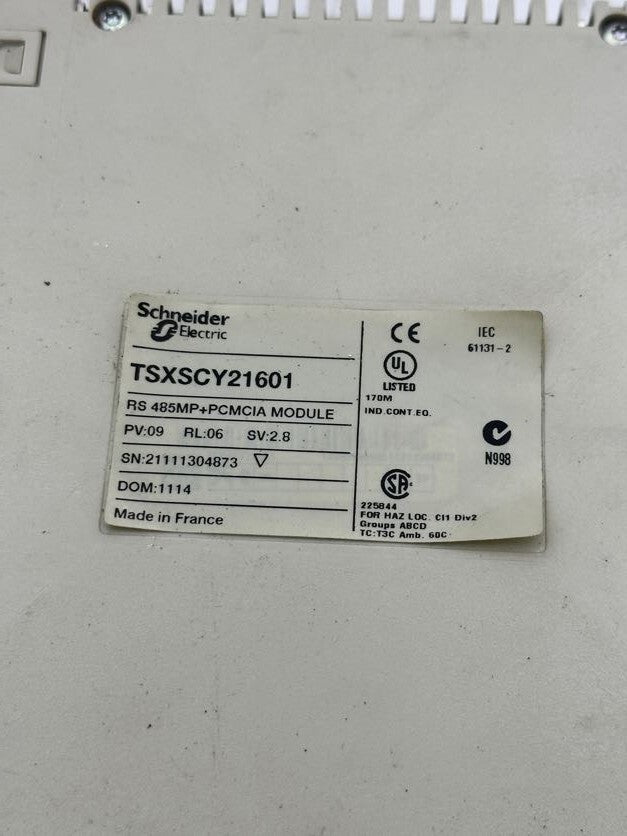 Schneider
Electric
TSXSCY21601
RS 485MP+PCMCIA MODULE
PV:09 RL:06 SV:2.8
SN:21111304873
DOM:1114
Made in France
CE
IEC
61131-2
UL
LISTED
170M
IND.CONT.EQ.
N998
SA
225844
FOR HAZ LOC. Cl1 Div2
Groups ABCD
TC:T3C Amb. 60C